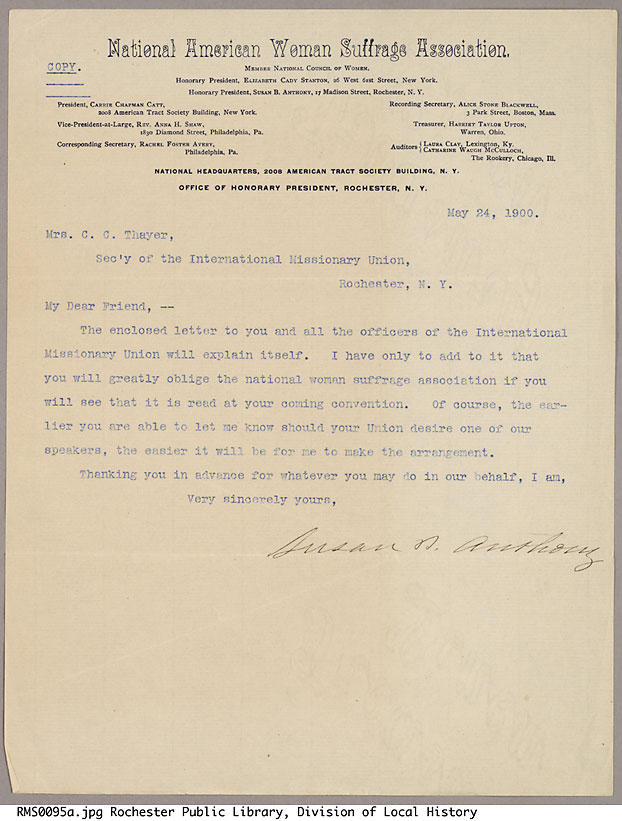 National American Woman Suffrage Association.
COPY.
Member National Council of Women.
Honorary President, Elizabeth Cady Stanton, 26 West 61st Street, New York.
Honorary President, Susan B. Anthony, 17 Madison Street, Rochester, N. Y.
President, Carrie Chapman Catt,
2008 American Tract Society Building, New York.
Vice-President-at-Large, Rev. Anna H. Shaw,
1830 Diamond Street, Philadelphia, Pa.
Corresponding Secretary, Rachel Foster Avery,
Philadelphia, Pa.
Recording Secretary, Alice Stone Blackwell,
3 Park Street, Boston, Mass.
Treasurer, Harriet Taylor Upton,
Warren, Ohio.
Auditors { Laura Clay, Lexington, Ky.
Catharine Waugh McCulloch,
The Rookery, Chicago, Ill.
NATIONAL HEADQUARTERS, 2008 AMERICAN TRACT SOCIETY BUILDING, N. Y.
OFFICE OF HONORARY PRESIDENT, ROCHESTER, N. Y.
May 24, 1900.
Mrs. C. C. Thayer,
Sec'y of the International Missionary Union,
Rochester, N. Y.
My Dear Friend, --
The enclosed letter to you and all the officers of the International
Missionary Union will explain itself. I have only to add to it that
you will greatly oblige the national woman suffrage association if you
will see that it is read at your coming convention. Of course, the ear-
lier you are able to let me know should your Union desire one of our
speakers, the easier it will be for me to make the arrangement.
Thanking you in advance for whatever you may do in our behalf, I am,
Very sincerely yours,
Susan B. Anthony
RMS0095a.jpg Rochester Public Library, Division of Local History